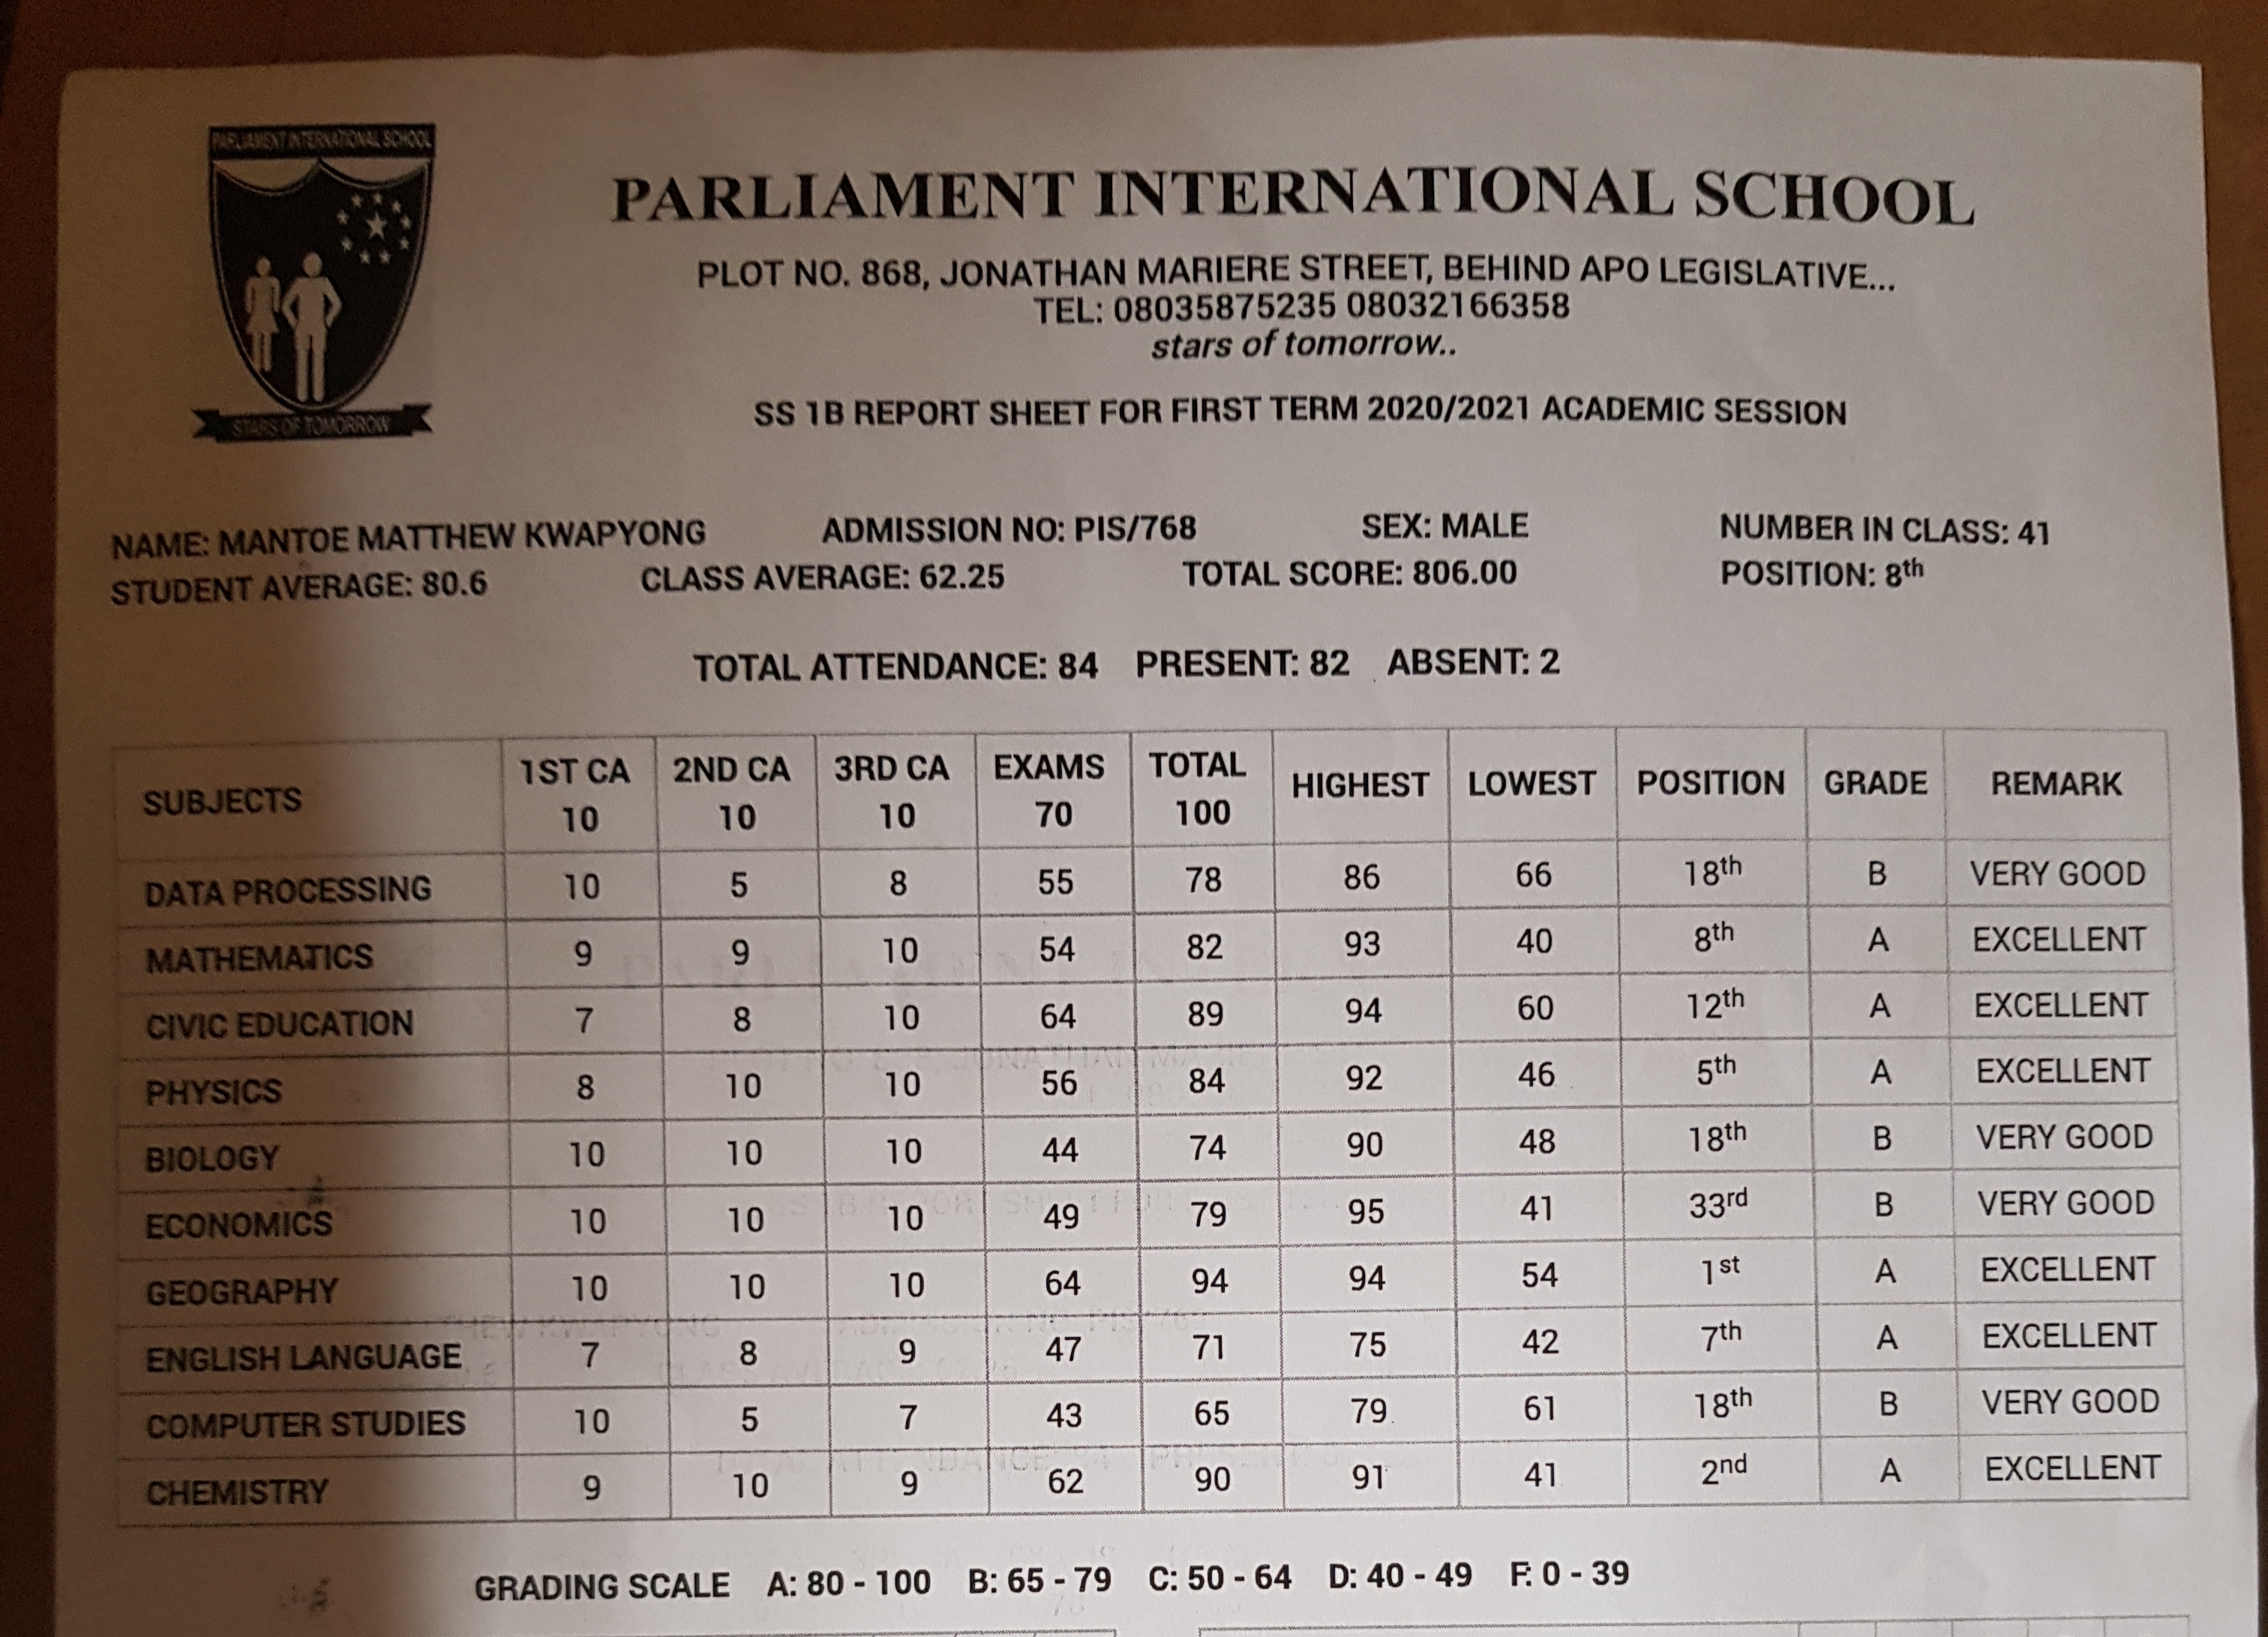 PARLIAMENT INTERNATIONAL SCHOOL
STARS OF TOMORROW
PARLIAMENT INTERNATIONAL SCHOOL
PLOT NO. 868, JONATHAN MARIERE STREET, BEHIND APO LEGISLATIVE...
TEL: 08035875235 08032166358
stars of tomorrow..
SS 1B REPORT SHEET FOR FIRST TERM 2020/2021 ACADEMIC SESSION
NAME: MANTOE MATTHEW KWAPYONG ADMISSION NO: PIS/768 SEX: MALE NUMBER IN CLASS: 41
STUDENT AVERAGE: 80.6 CLASS AVERAGE: 62.25 TOTAL SCORE: 806.00 POSITION: 8th
TOTAL ATTENDANCE: 84 PRESENT: 82 ABSENT: 2
SUBJECTS 1ST CA 10 2ND CA 10 3RD CA 10 EXAMS 70 TOTAL 100 HIGHEST LOWEST POSITION GRADE REMARK
DATA PROCESSING 10 5 8 55 78 86 66 18th B VERY GOOD
MATHEMATICS 9 9 10 54 82 93 40 8th A EXCELLENT
CIVIC EDUCATION 7 8 10 64 89 94 60 12th A EXCELLENT
PHYSICS 8 10 10 56 84 92 46 5th A EXCELLENT
BIOLOGY 10 10 10 44 74 90 48 18th B VERY GOOD
ECONOMICS 10 10 10 49 79 95 41 33rd B VERY GOOD
GEOGRAPHY 10 10 10 64 94 94 54 1st A EXCELLENT
ENGLISH LANGUAGE 7 8 9 47 71 75 42 7th A EXCELLENT
COMPUTER STUDIES 10 5 7 43 65 79 61 18th B VERY GOOD
CHEMISTRY 9 10 9 62 90 91 41 2nd A EXCELLENT
GRADING SCALE A: 80 - 100 B: 65 - 79 C: 50 - 64 D: 40 - 49 F: 0 - 39